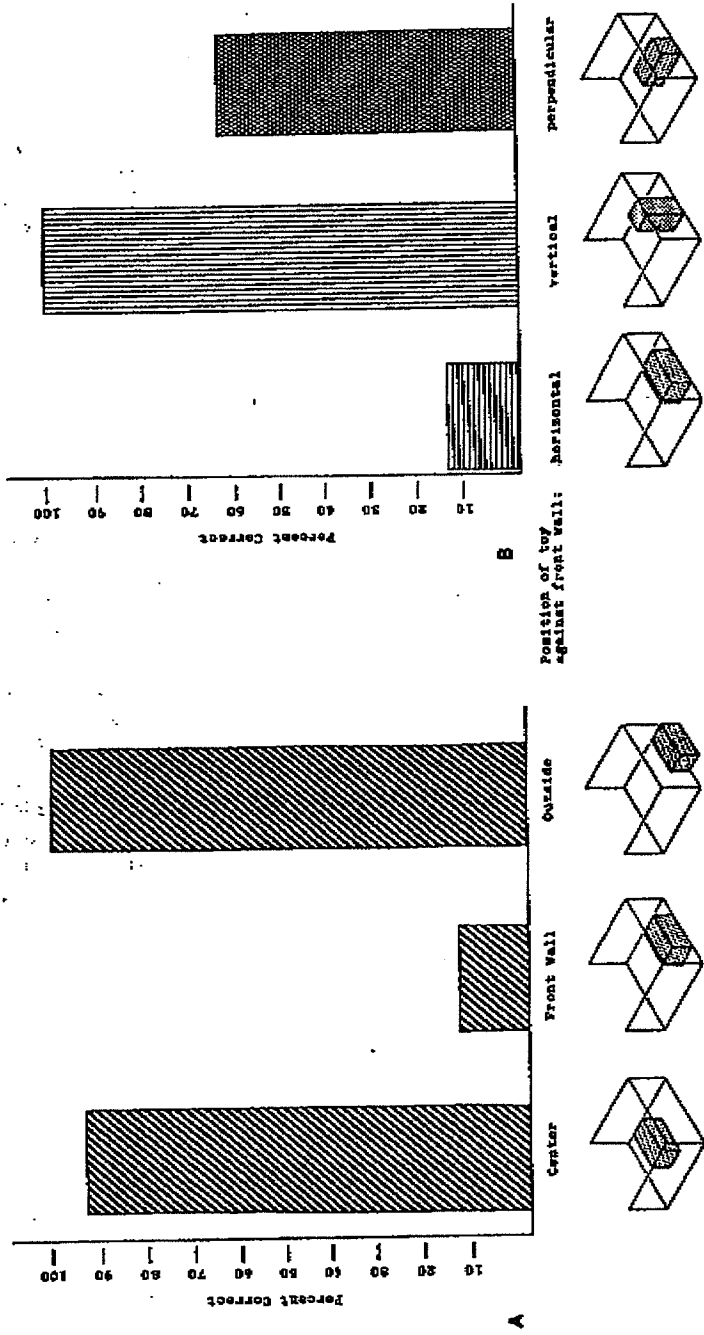 A
Percent Correct
100
90
80
70
60
50
40
30
20
10
Center
Front Wall
Outside
B
Percent Correct
100
90
80
70
60
50
40
30
20
10
Position of toy
against front wall:
horizontal
vertical
perpendicular